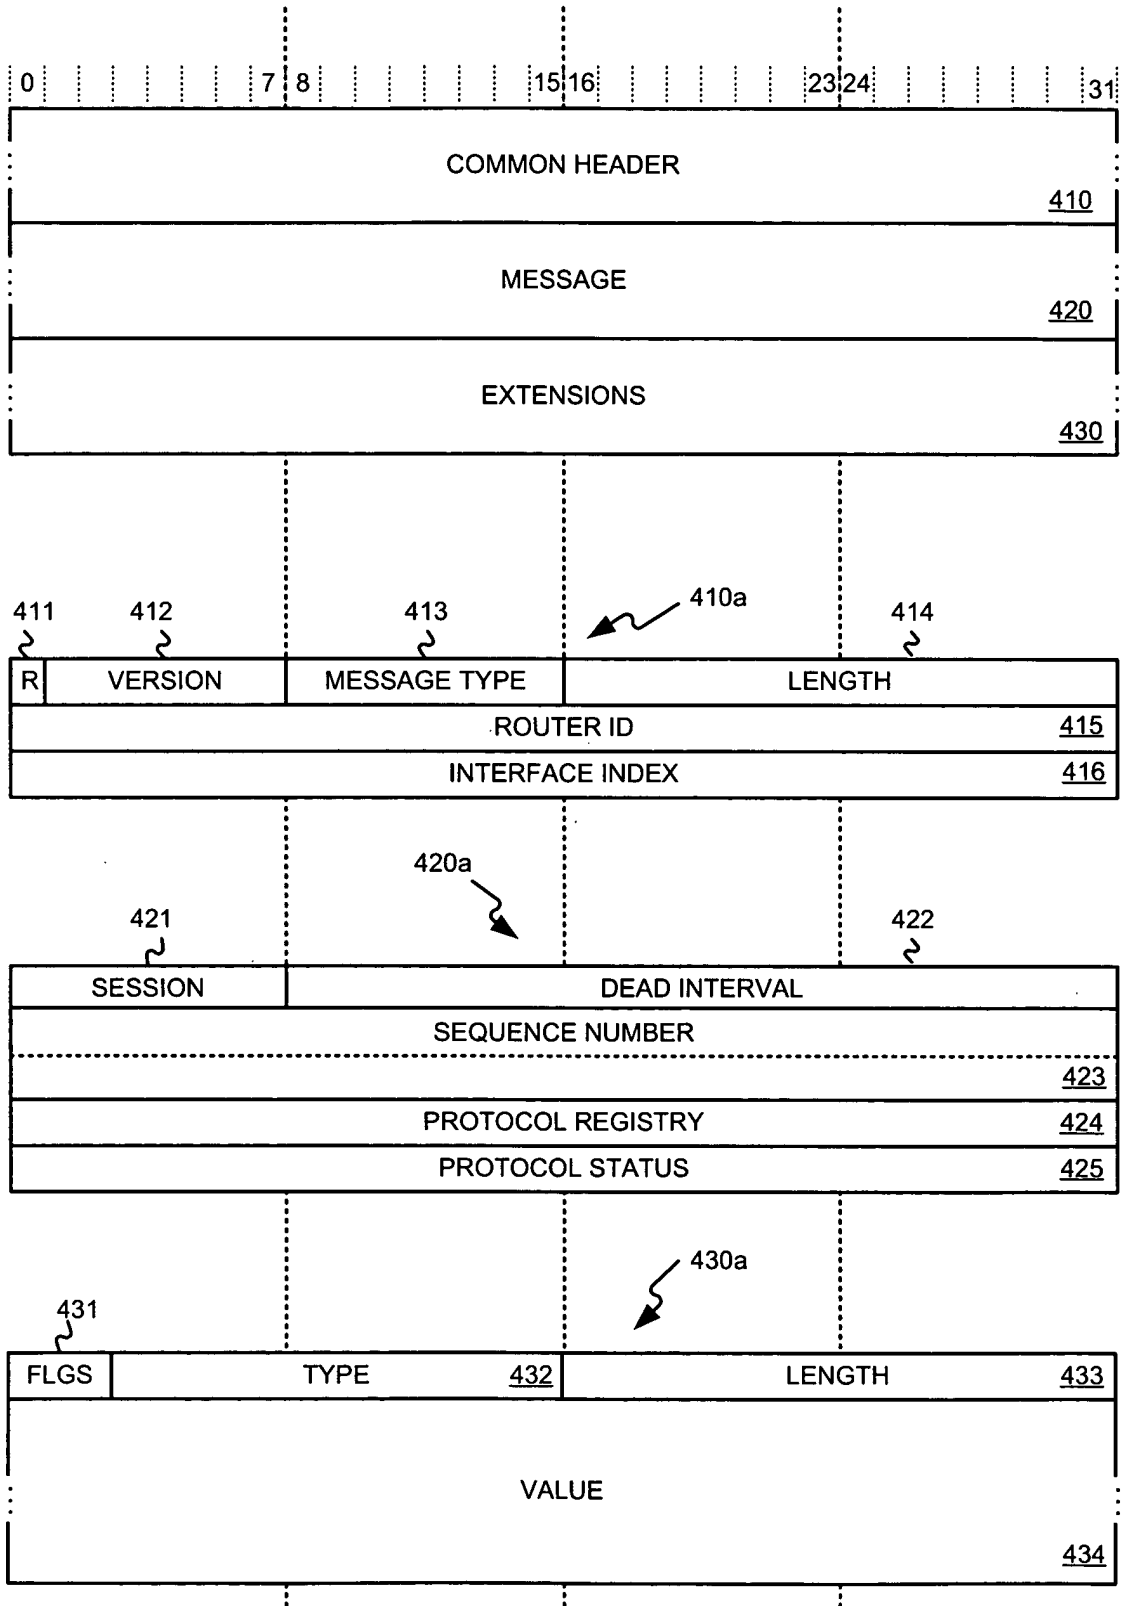 0 7 8 15 16 23 24 31
COMMON HEADER
410
MESSAGE
420
EXTENSIONS
430
411 412 413 410a 414
R VERSION MESSAGE TYPE LENGTH
ROUTER ID 415
INTERFACE INDEX 416
420a
421 422
SESSION DEAD INTERVAL
SEQUENCE NUMBER
423
PROTOCOL REGISTRY 424
PROTOCOL STATUS 425
430a
431
FLGS TYPE 432 LENGTH 433
VALUE
434